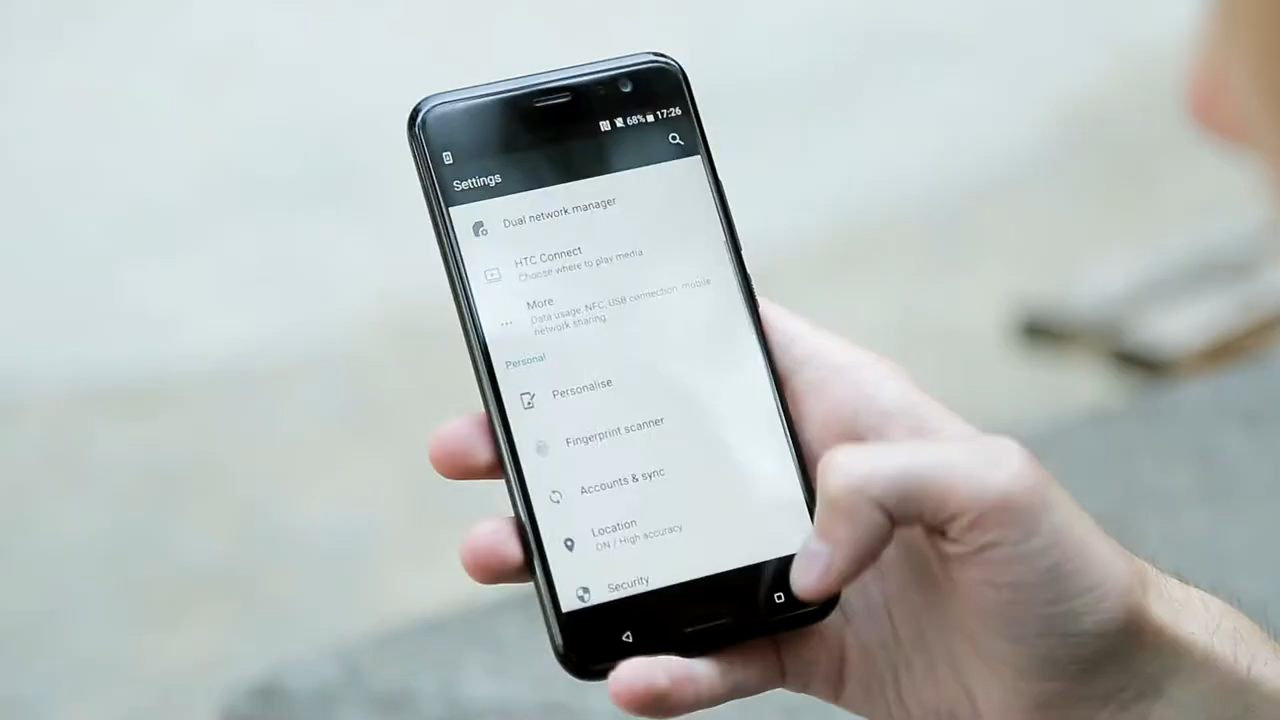 68% 17:26
Settings
Dual network manager
HTC Connect
Choose where to play media
More
Data usage, NFC, USB connection, mobile
network sharing
Personal
Personalise
Fingerprint scanner
Accounts & sync
Location
ON / High accuracy
Security